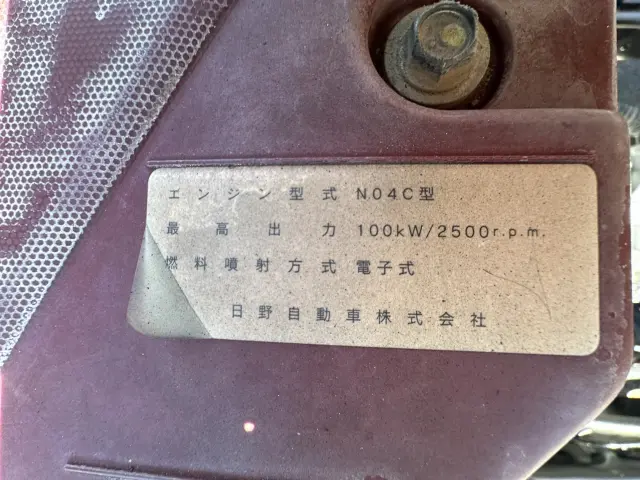 エンジン型式 N04C型
最高出力 100kW/2500r.p.m.
燃料噴射方式 電子式
日野自動車株式会社